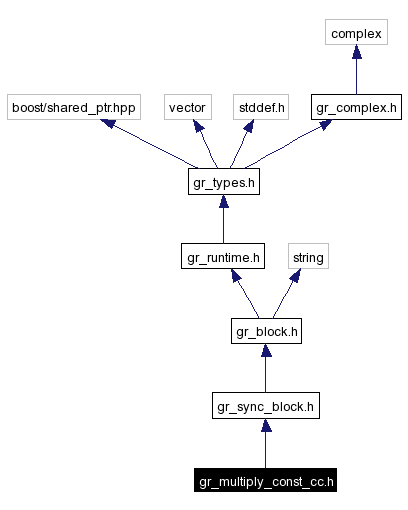 complex
boost/shared_ptr.hpp
vector
stddef.h
gr_complex.h
gr_types.h
gr_runtime.h
string
gr_block.h
gr_sync_block.h
gr_multiply_const_cc.h